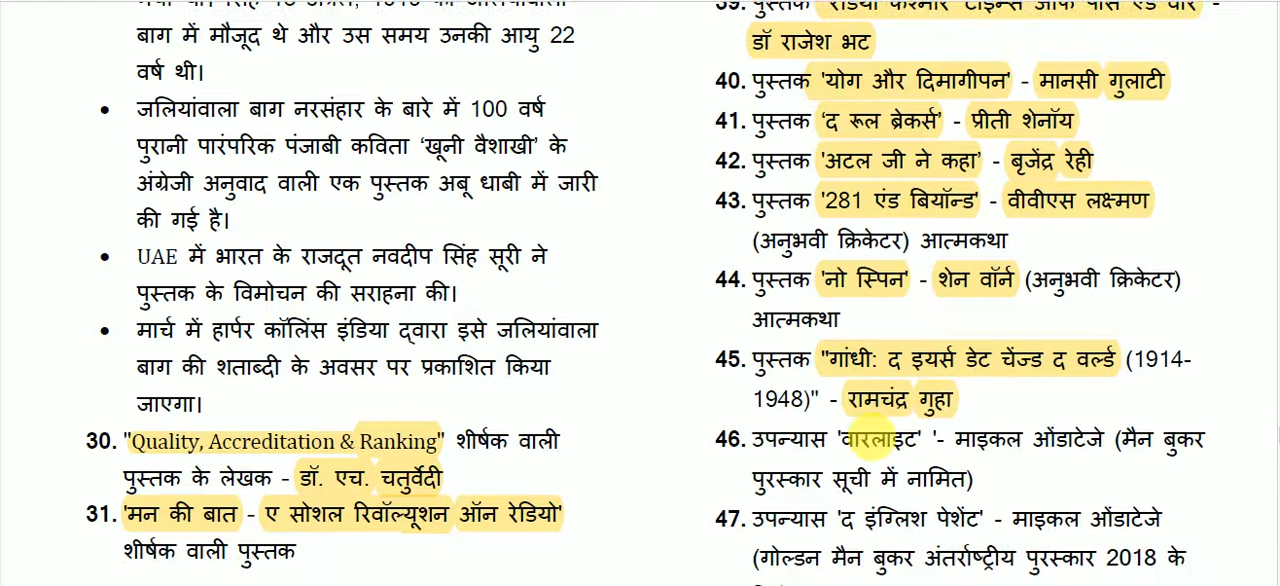 बाग में मौजूद थे और उस समय उनकी आयु 22
वर्ष थी।
• जलियांवाला बाग नरसंहार के बारे में 100 वर्ष
पुरानी पारंपरिक पंजाबी कविता ‘खूनी वैशाखी’ के
अंग्रेजी अनुवाद वाली एक पुस्तक अबू धाबी में जारी
की गई है।
• UAE में भारत के राजदूत नवदीप सिंह सूरी ने
पुस्तक के विमोचन की सराहना की।
• मार्च में हार्पर कॉलिंस इंडिया द्वारा इसे जलियांवाला
बाग की शताब्दी के अवसर पर प्रकाशित किया
जाएगा।
30. "Quality, Accreditation & Ranking" शीर्षक वाली
पुस्तक के लेखक - डॉ. एच. चतुर्वेदी
31. 'मन की बात - ए सोशल रिवॉल्यूशन ऑन रेडियो'
शीर्षक वाली पुस्तक
39. पुस्तक 'रेडियो कश्मीर टाइम्स ऑफ पीस एंड वॉर -
डॉ राजेश भट
40. पुस्तक 'योग और दिमागीपन' - मानसी गुलाटी
41. पुस्तक ‘द रूल ब्रेकर्स’ - प्रीती शेनॉय
42. पुस्तक 'अटल जी ने कहा' - बृजेंद्र रेही
43. पुस्तक '281 एंड बियॉन्ड' - वीवीएस लक्ष्मण
(अनुभवी क्रिकेटर) आत्मकथा
44. पुस्तक 'नो स्पिन' - शेन वॉर्न (अनुभवी क्रिकेटर)
आत्मकथा
45. पुस्तक "गांधी: द इयर्स डेट चेंज्ड द वर्ल्ड (1914-
1948)" - रामचंद्र गुहा
46. उपन्यास 'वारलाइट' '- माइकल ओंडाटेजे (मैन बुकर
पुरस्कार सूची में नामित)
47. उपन्यास 'द इंग्लिश पेशेंट' - माइकल ओंडाटेजे
(गोल्डन मैन बुकर अंतर्राष्ट्रीय पुरस्कार 2018 के